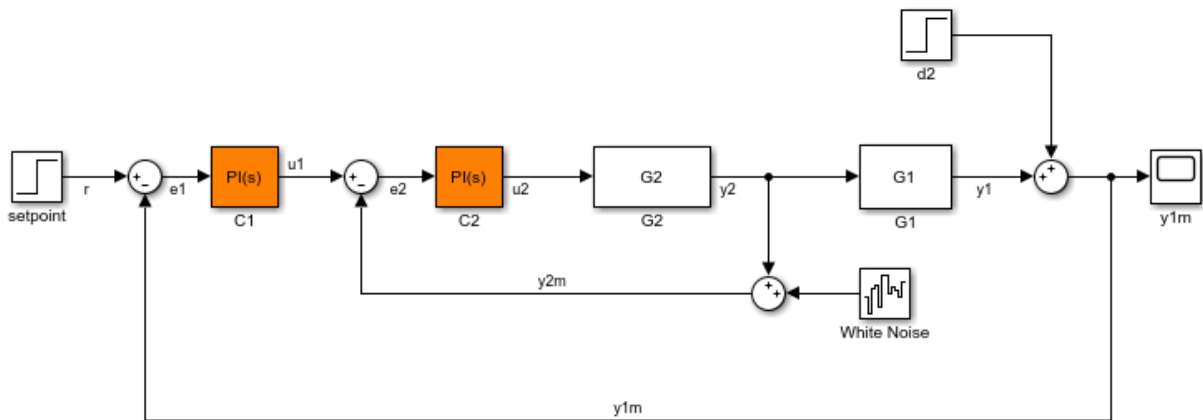 d2
setpoint
r
e1
PI(s)
C1
u1
e2
PI(s)
C2
u2
G2
G2
y2
G1
G1
y1
y1m
y2m
White Noise
y1m